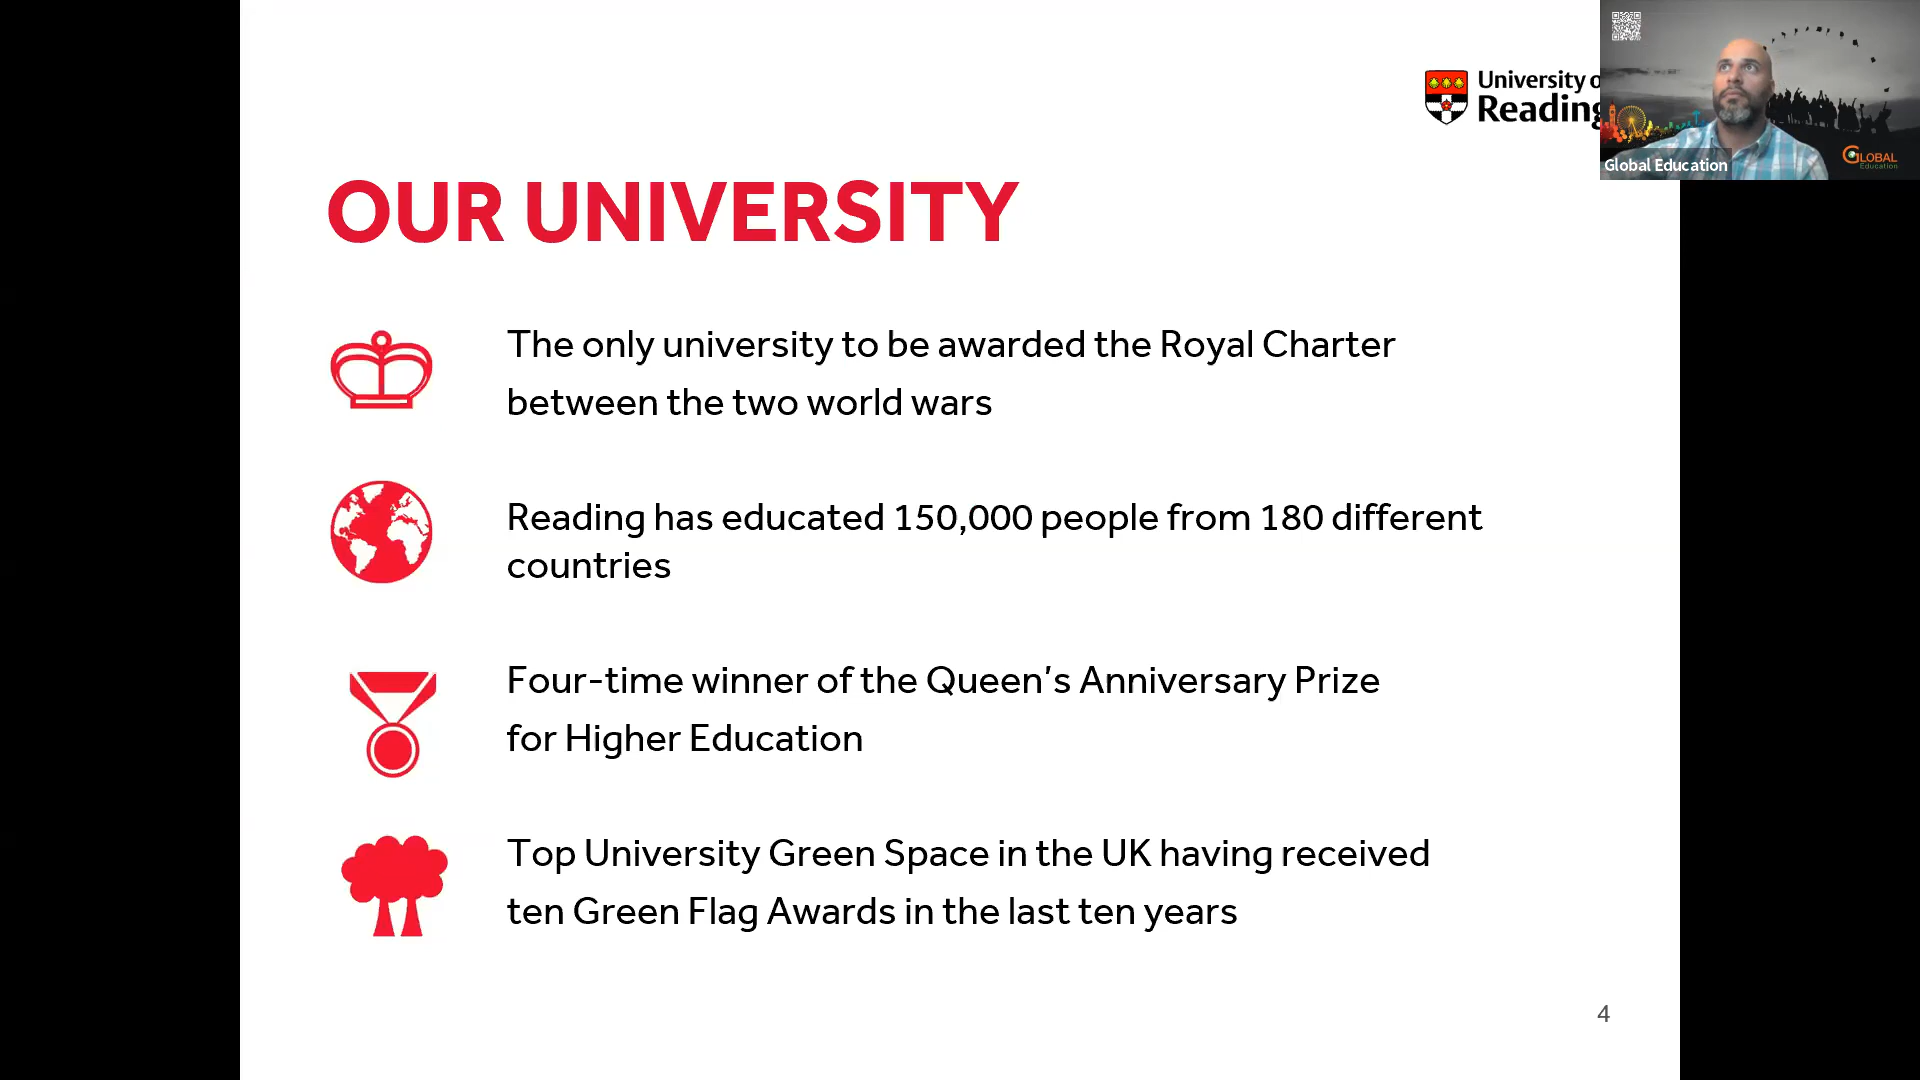 University of
Reading
GLOBAL
Education
Global Education
OUR UNIVERSITY
The only university to be awarded the Royal Charter
between the two world wars
Reading has educated 150,000 people from 180 different
countries
Four-time winner of the Queen's Anniversary Prize
for Higher Education
Top University Green Space in the UK having received
ten Green Flag Awards in the last ten years
4